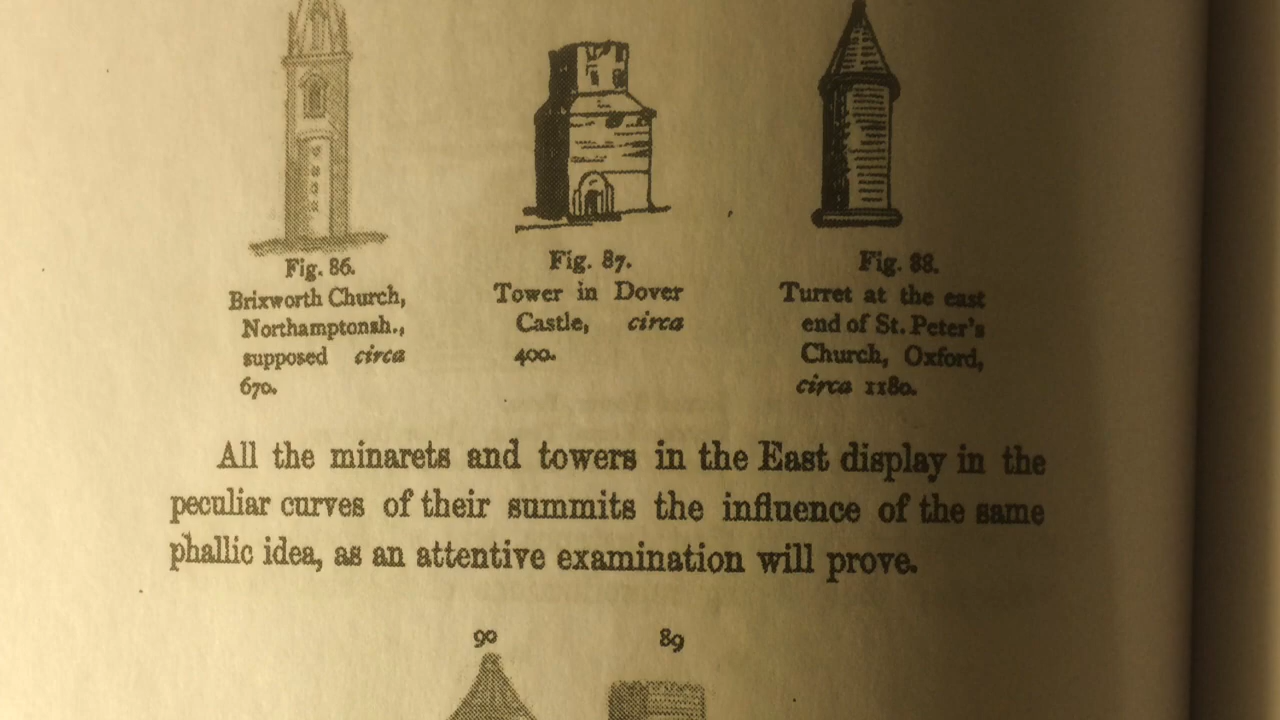 Fig. 86.
Brixworth Church,
Northamptonsh.,
supposed circa
670.
Fig. 87.
Tower in Dover
Castle, circa
400.
Fig. 88.
Turret at the east
end of St. Peter's
Church, Oxford,
circa 1180.
All the minarets and towers in the East display in the
peculiar curves of their summits the influence of the same
phallic idea, as an attentive examination will prove.
90 89